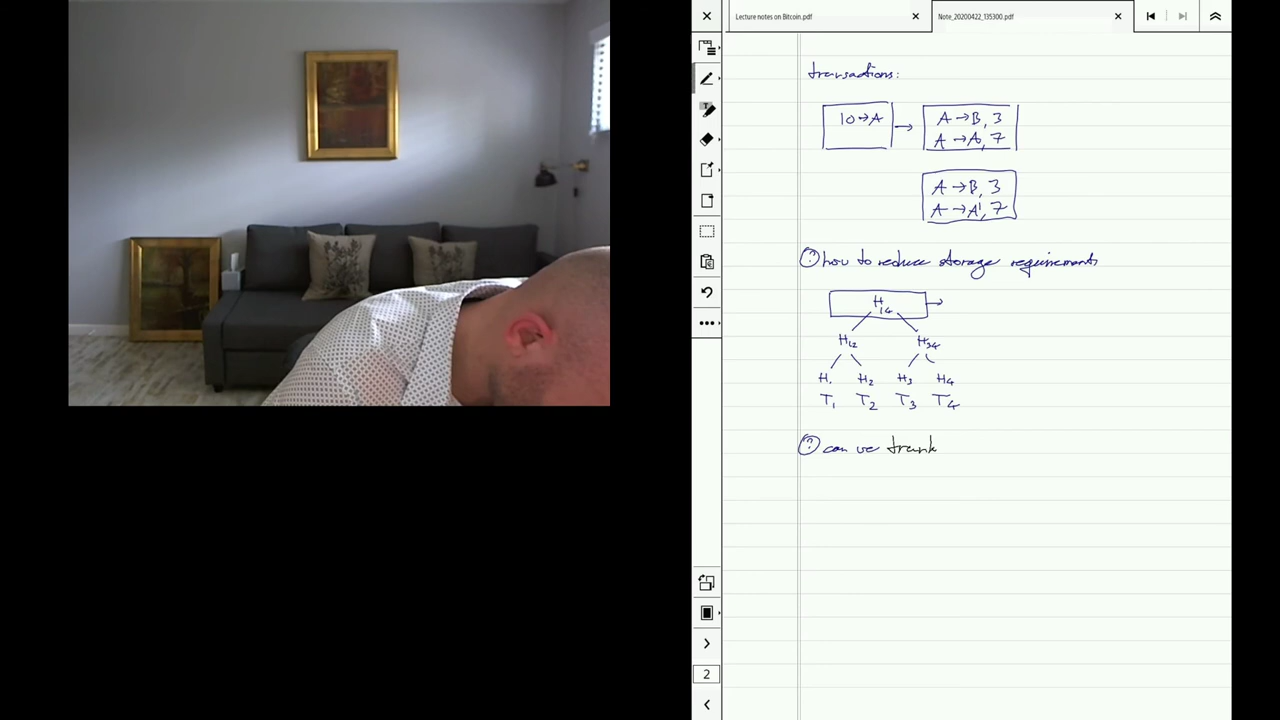 Lecture notes on Bitcoin.pdf
Note_20200422_135300.pdf
transactions:
10→A → A→B, 3
A→A, 7
A→B, 3
A→A', 7
? how to reduce storage requirements
H14 →
H12 H34
H1 H2 H3 H4
T1 T2 T3 T4
? can we trunk
2